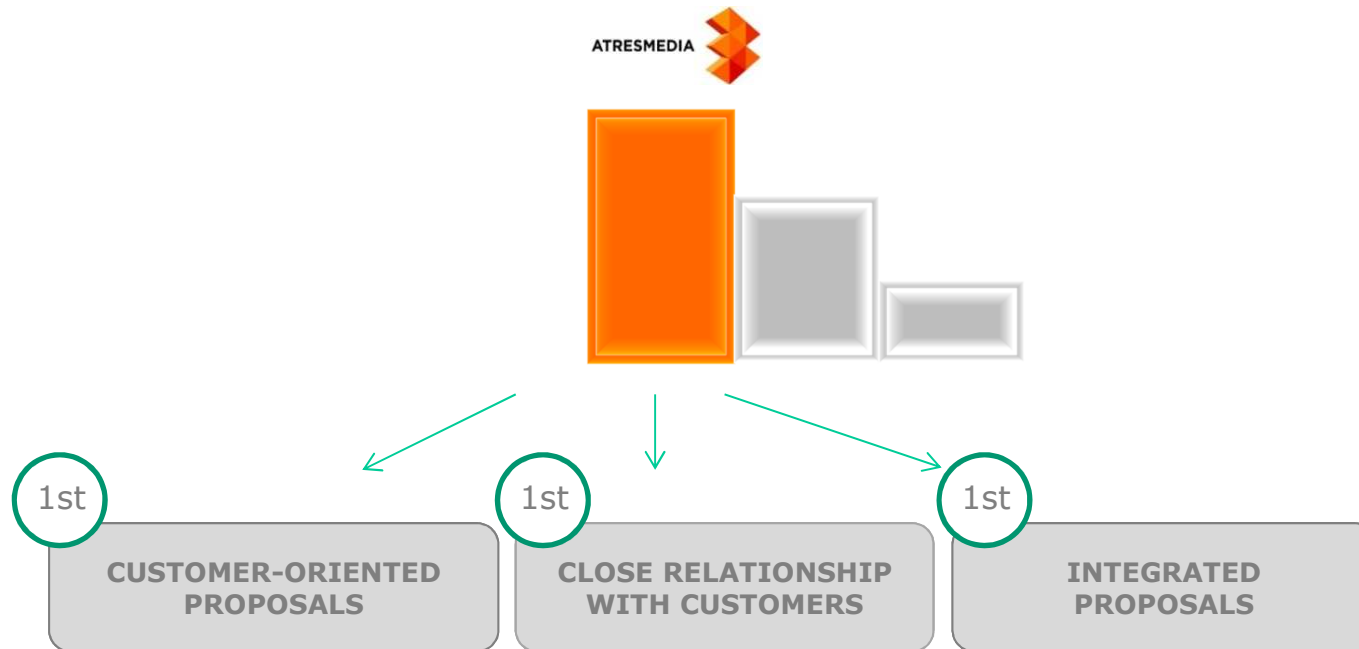 ATRESMEDIA
1st
CUSTOMER-ORIENTED
PROPOSALS
1st
CLOSE RELATIONSHIP
WITH CUSTOMERS
1st
INTEGRATED
PROPOSALS